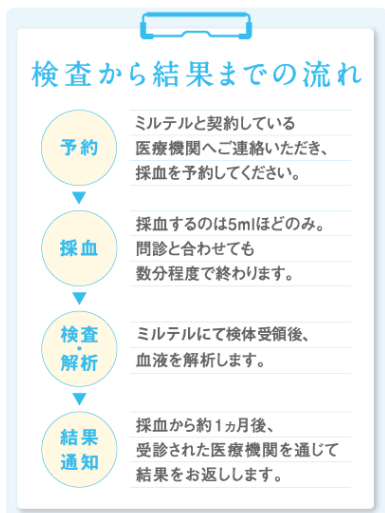 検査から結果までの流れ
予約
ミルテルと契約している
医療機関へご連絡いただき、
採血を予約してください。
採血
採血するのは5mlほどのみ。
問診と合わせても
数分程度で終わります。
検査
・
解析
ミルテルにて検体受領後、
血液を解析します。
結果
通知
採血から約1ヵ月後、
受診された医療機関を通じて
結果をお返しします。